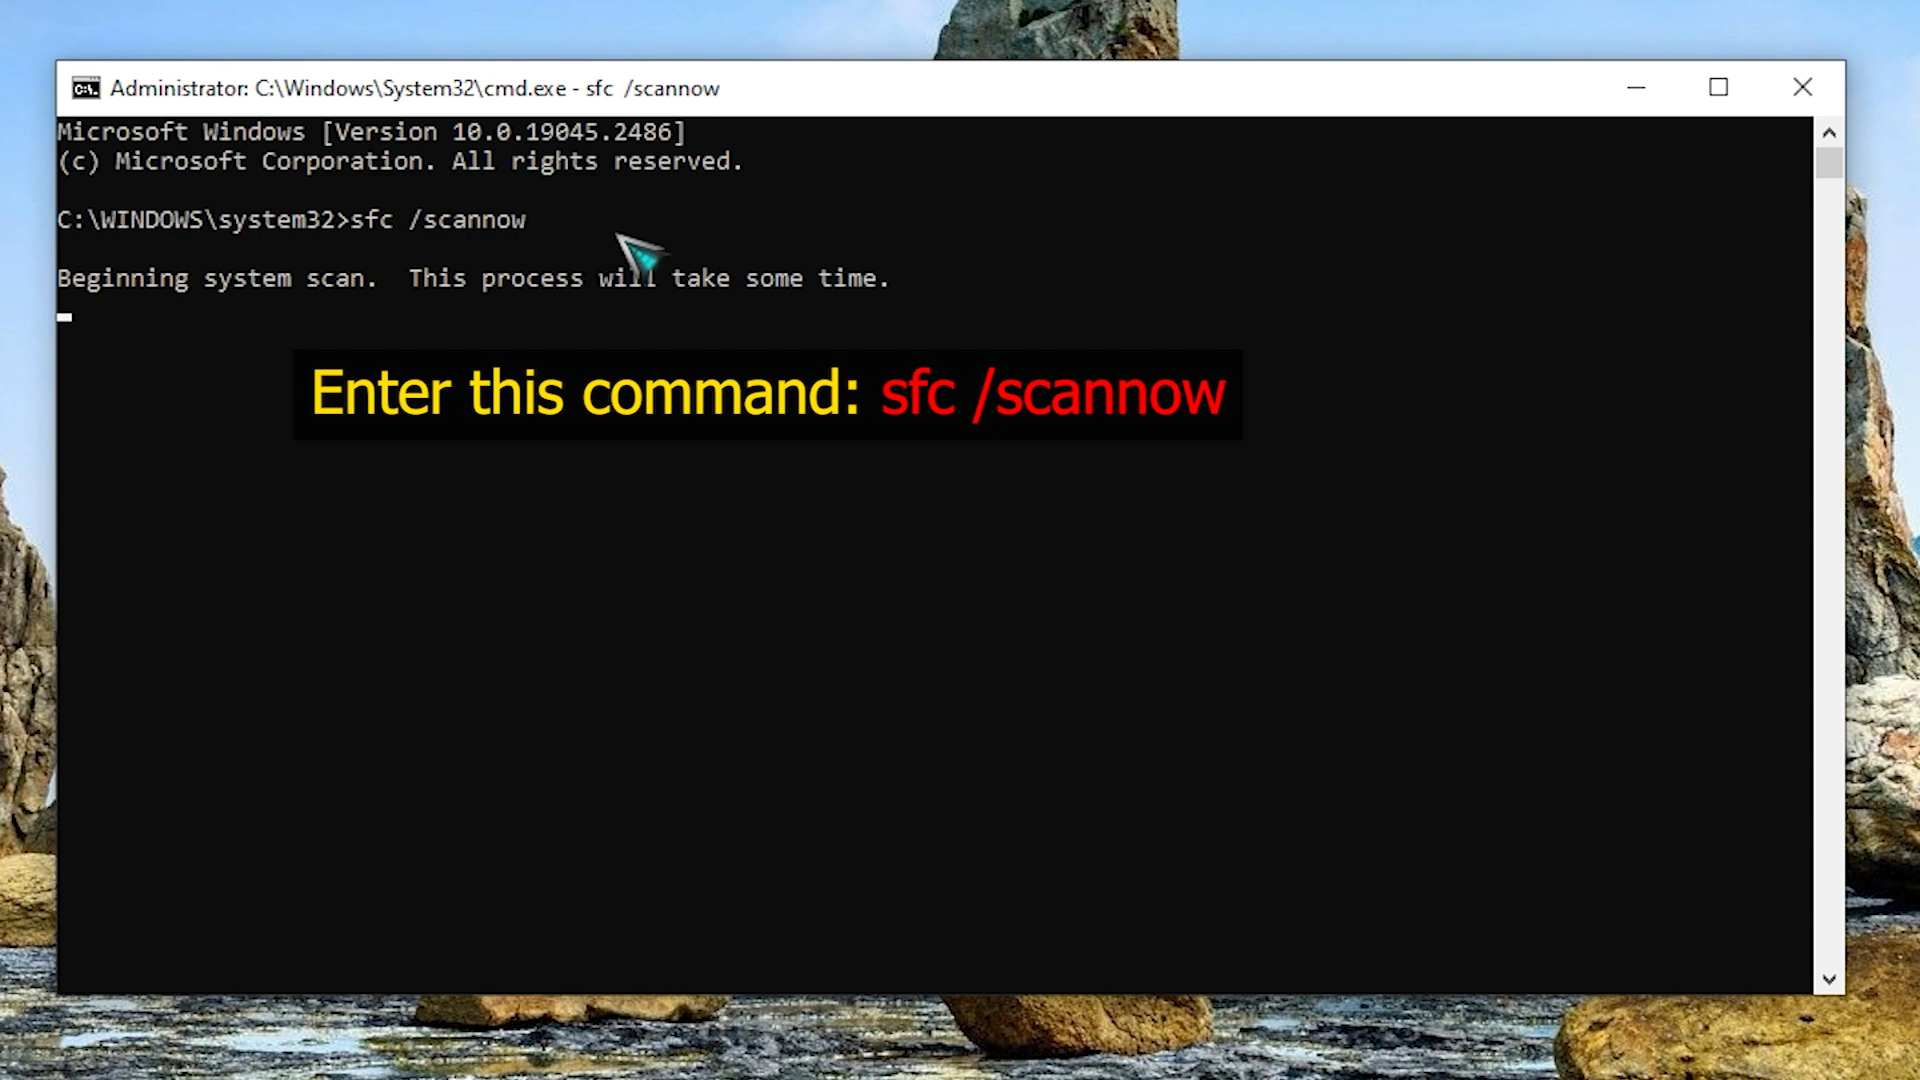 Administrator: C:\Windows\System32\cmd.exe - sfc  /scannow
Microsoft Windows [Version 10.0.19045.2486]
(c) Microsoft Corporation. All rights reserved.
C:\WINDOWS\system32>sfc /scannow
Beginning system scan.  This process will take some time.
Enter this command: sfc /scannow